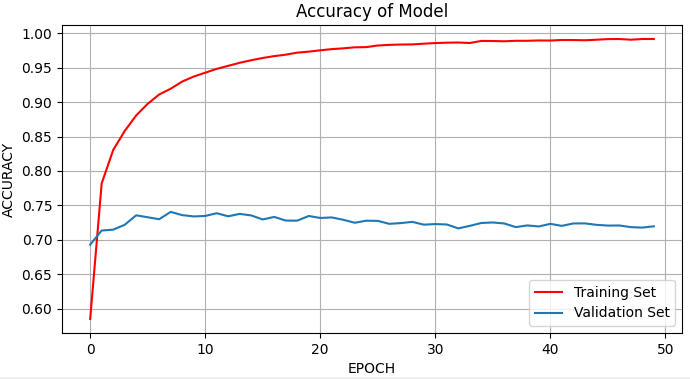 Accuracy of Model
1.00
0.95
0.90
0.85
0.80
0.75
0.70
0.65
0.60
ACCURACY
Training Set
Validation Set
0 10 20 30 40 50
EPOCH